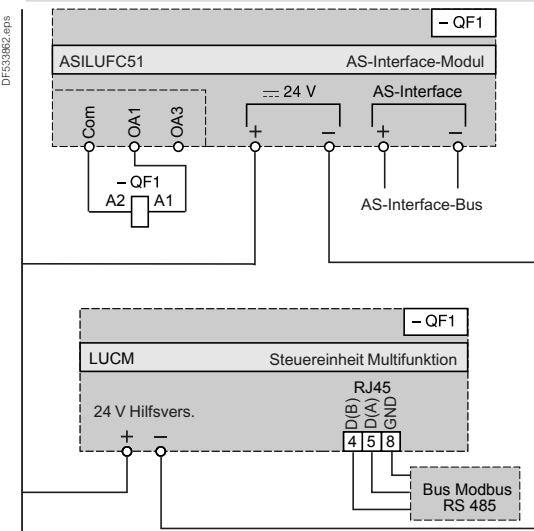 DF533862.eps
– QF1
ASILUFC51 AS-Interface-Modul
24 V AS-Interface
Com OA1 OA3 + – + –
– QF1
A2 A1
AS-Interface-Bus
– QF1
LUCM Steuereinheit Multifunktion
RJ45
24 V Hilfsvers. D(B) D(A) GND
+ – 4 5 8
Bus Modbus
RS 485